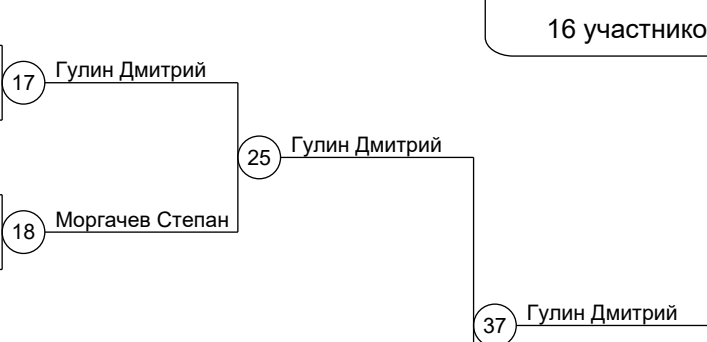 16 участнико
17 Гулин Дмитрий
25 Гулин Дмитрий
18 Моргачев Степан
37 Гулин Дмитрий